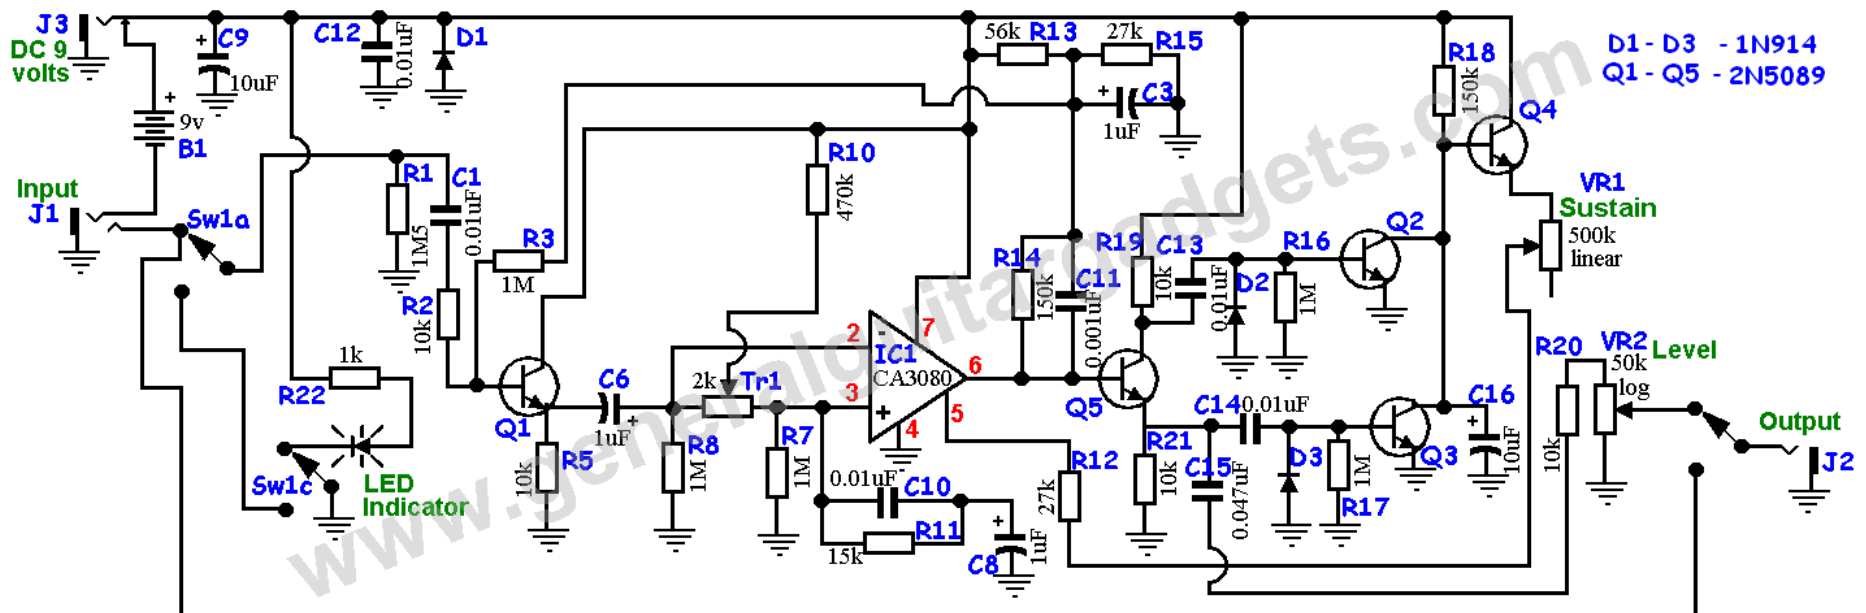 J3
DC 9
volts
+
C9
10uF
C12
0.01uF
D1
+
9v
B1
56k R13
27k R15
+ C3
1uF
R18
150k
D1 - D3 - 1N914
Q1 - Q5 - 2N5089
Q4
Input
J1
Sw1a
R1
1M5
C1
0.01uF
R2
10k
R3
1M
R10
470k
VR1
Sustain
500k
linear
Q2
R14
150k
C11
0.001uF
R19
10k
C13
0.01uF
D2
R16
1M
1k
R22
Q1
C6
+
1uF
2k Tr1
2
-
7
IC1
CA3080
6
3
+
5
4
Q5
R20
10k
VR2
50k
log
Level
R5
10k
R8
1M
R7
1M
R12
27k
R21
10k
C14
0.01uF
C15
0.047uF
D3
1M
R17
Q3
C16
+
10uF
Output
J2
Sw1c
LED
Indicator
0.01uF
C10
R11
15k
+
C8
1uF
www.generalguitargadgets.com